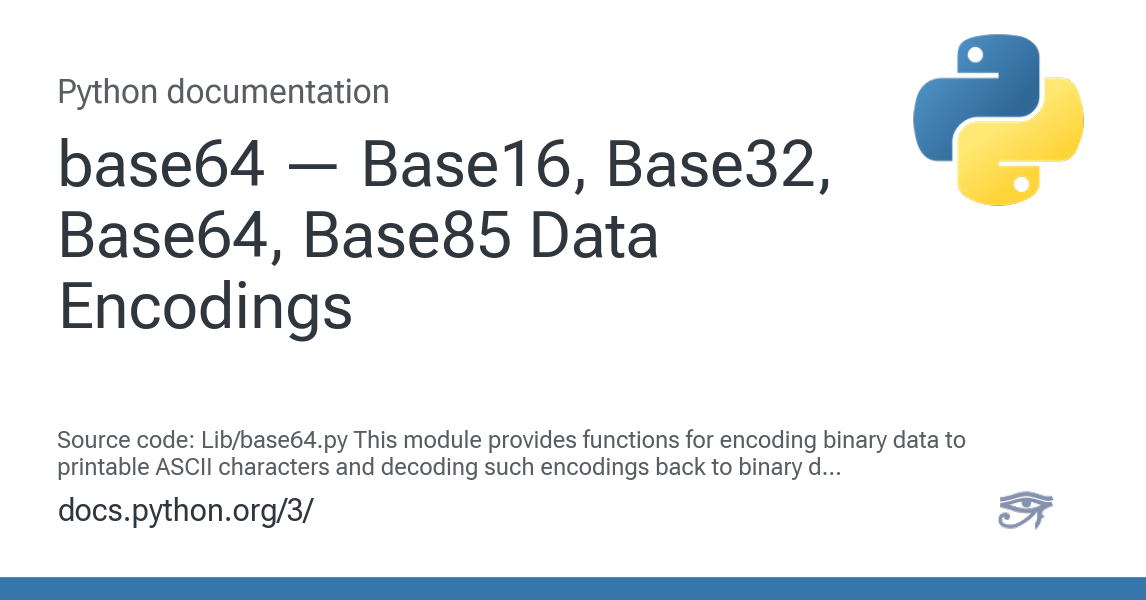 Python documentation
base64 — Base16, Base32,
Base64, Base85 Data
Encodings
Source code: Lib/base64.py This module provides functions for encoding binary data to
printable ASCII characters and decoding such encodings back to binary d...
docs.python.org/3/